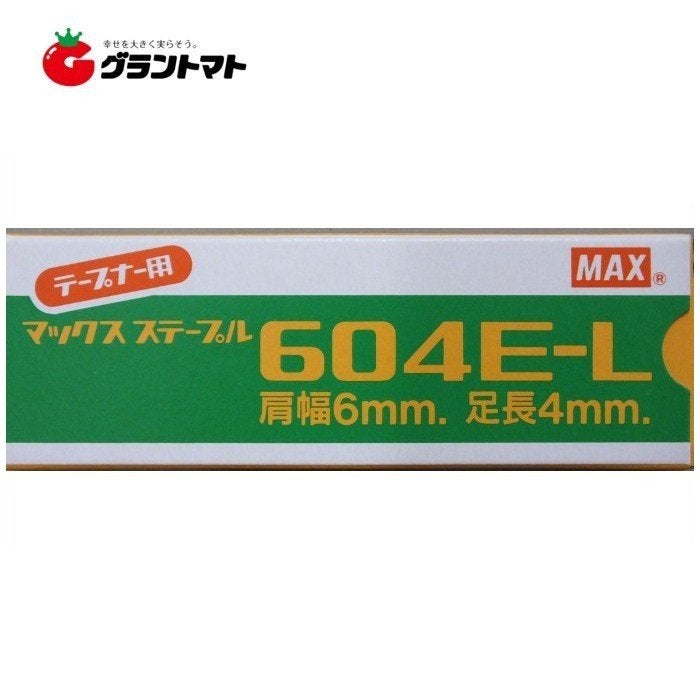 幸せを大きく実らそう。
グラントマト
テープナー用
MAX®
マックス ステープル
604E-L
肩幅6mm. 足長4mm.